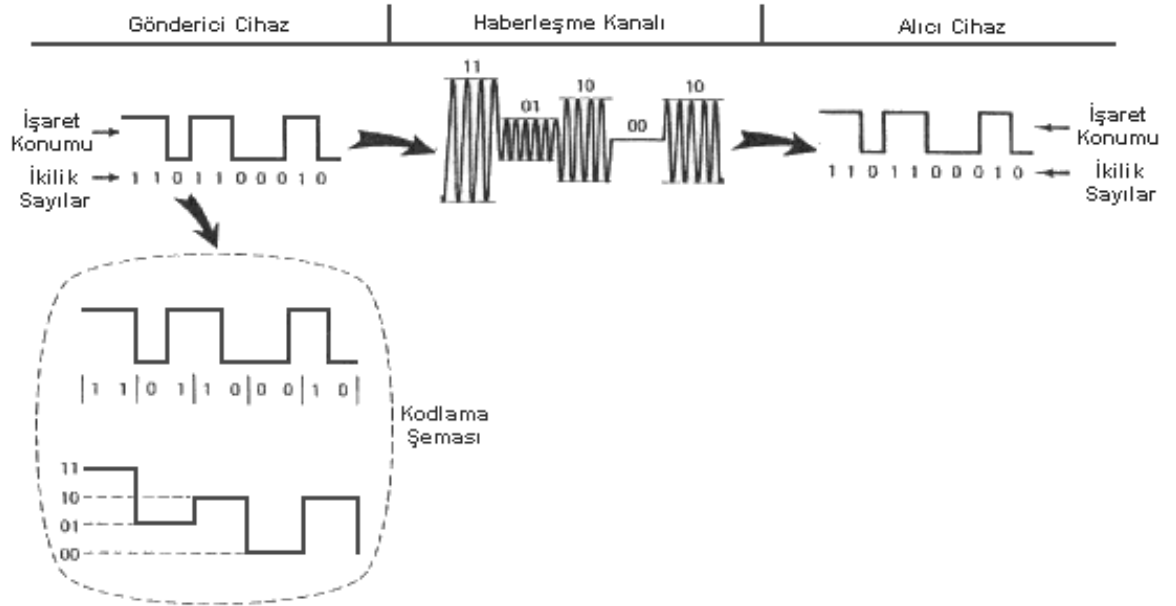 Gönderici Cihaz
Haberleşme Kanalı
Alıcı Cihaz
İşaret
Konumu
İkilik
Sayılar
1 1 0 1 1 0 0 0 1 0
11
01
10
00
10
1 1 0 1 1 0 0 0 1 0
İşaret
Konumu
İkilik
Sayılar
1 1 0 1 1 0 0 0 1 0
Kodlama
Şeması
11
10
01
00